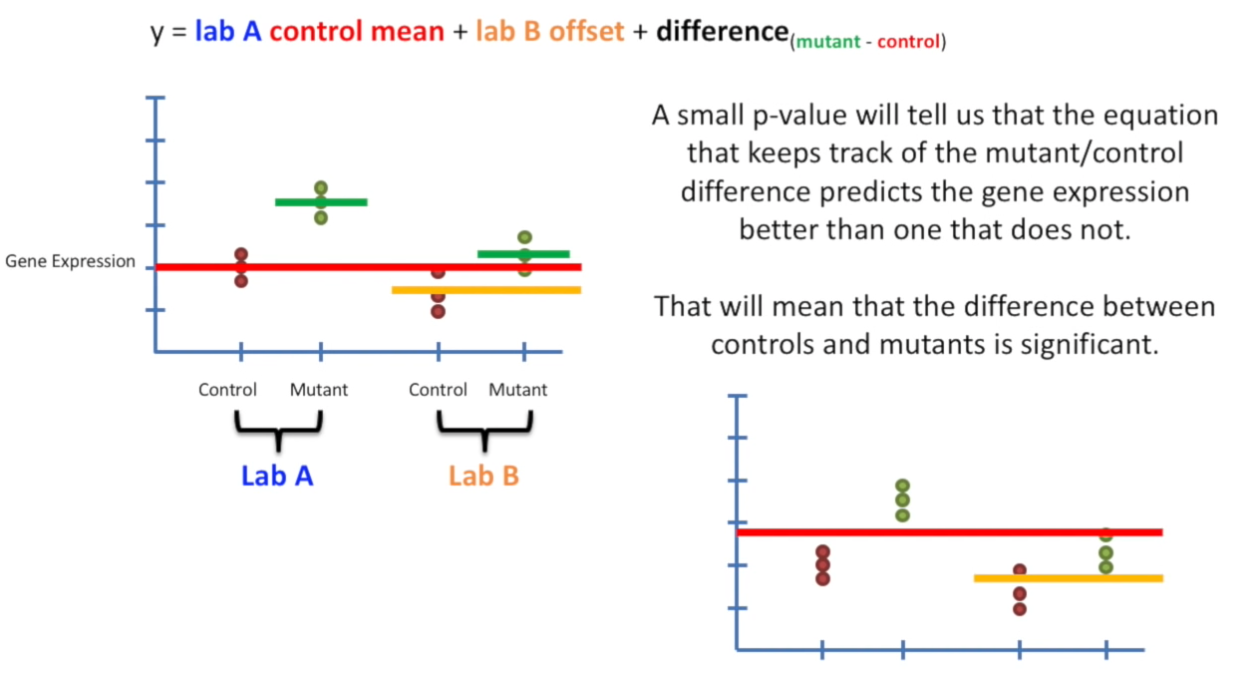 y = lab A control mean + lab B offset + difference(mutant - control)
A small p-value will tell us that the equation
that keeps track of the mutant/control
difference predicts the gene expression
better than one that does not.
That will mean that the difference between
controls and mutants is significant.
Gene Expression
Control Mutant Control Mutant
Lab A Lab B